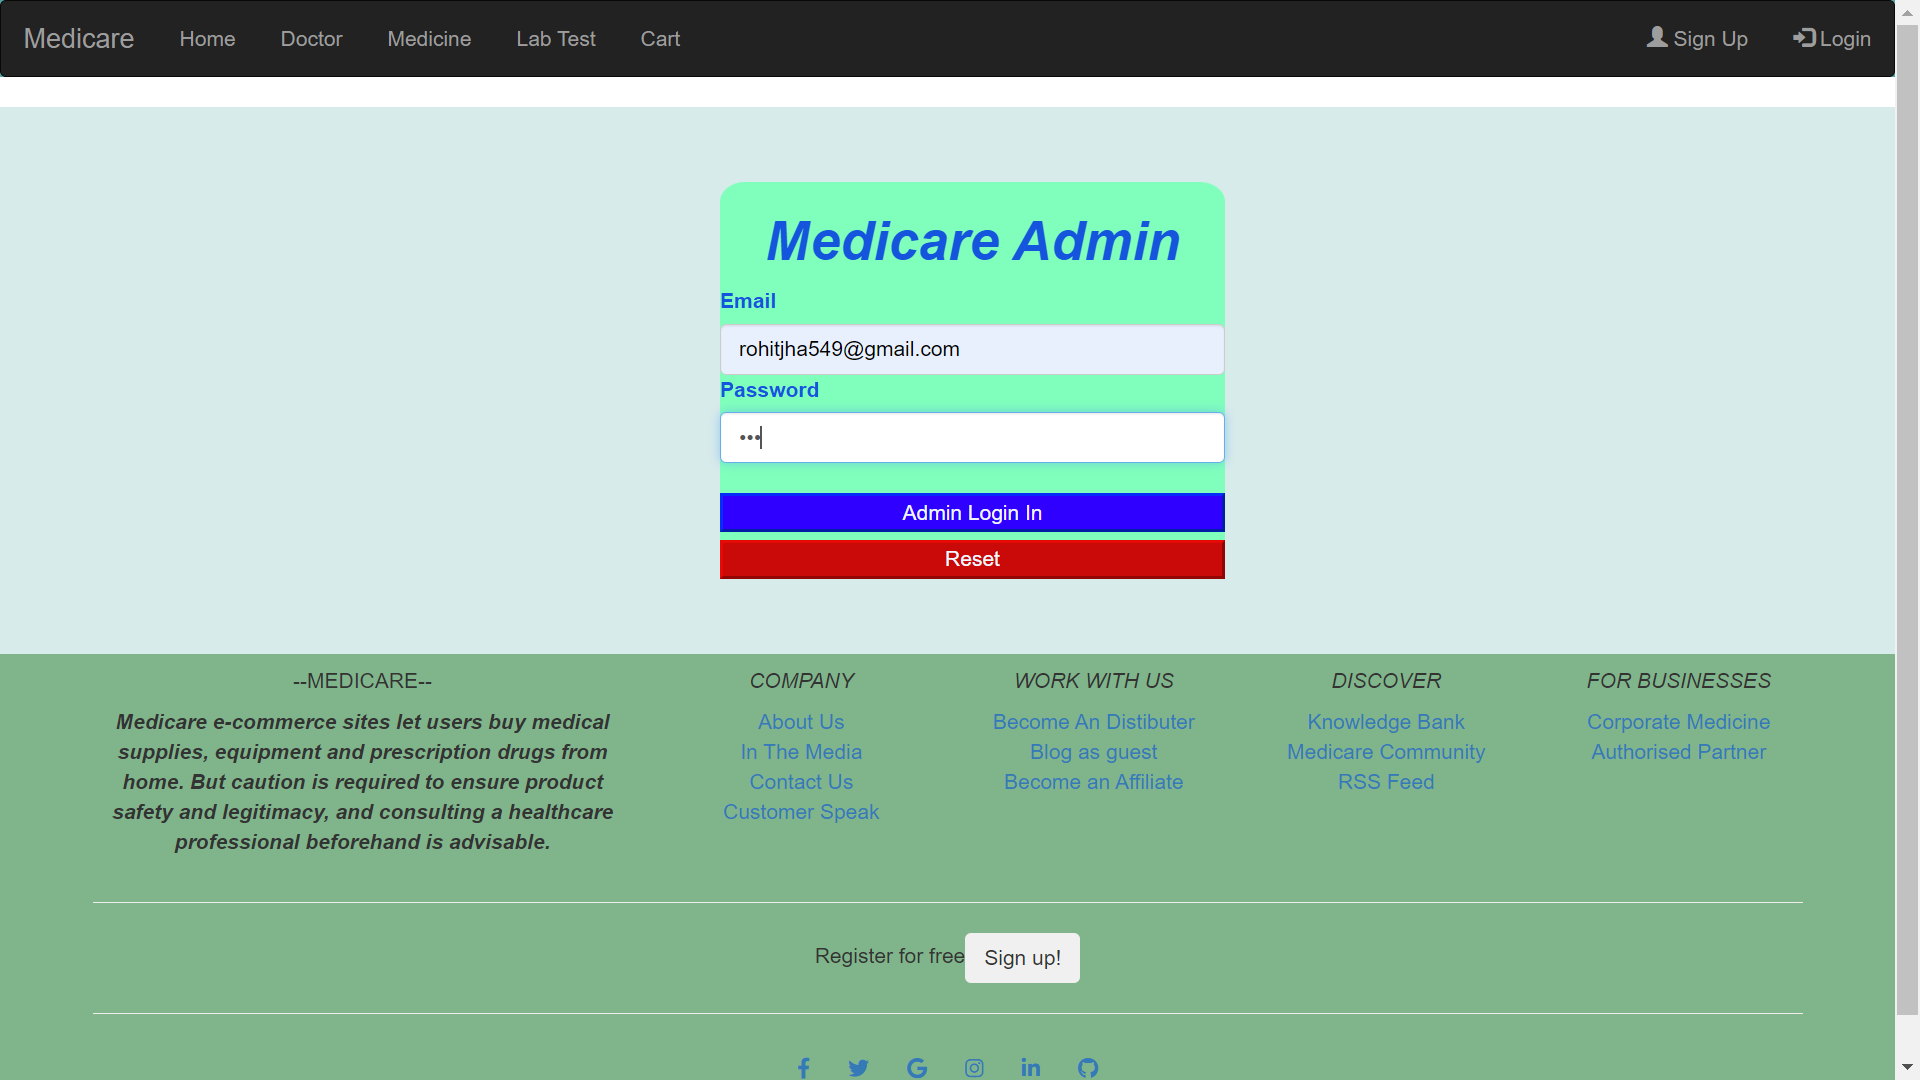 Medicare Home Doctor Medicine Lab Test Cart Sign Up Login
Medicare Admin
Email
rohitjha549@gmail.com
Password
•••
Admin Login In
Reset
--MEDICARE--
Medicare e-commerce sites let users buy medical
supplies, equipment and prescription drugs from
home. But caution is required to ensure product
safety and legitimacy, and consulting a healthcare
professional beforehand is advisable.
COMPANY
About Us
In The Media
Contact Us
Customer Speak
WORK WITH US
Become An Distibuter
Blog as guest
Become an Affiliate
DISCOVER
Knowledge Bank
Medicare Community
RSS Feed
FOR BUSINESSES
Corporate Medicine
Authorised Partner
Register for free Sign up!